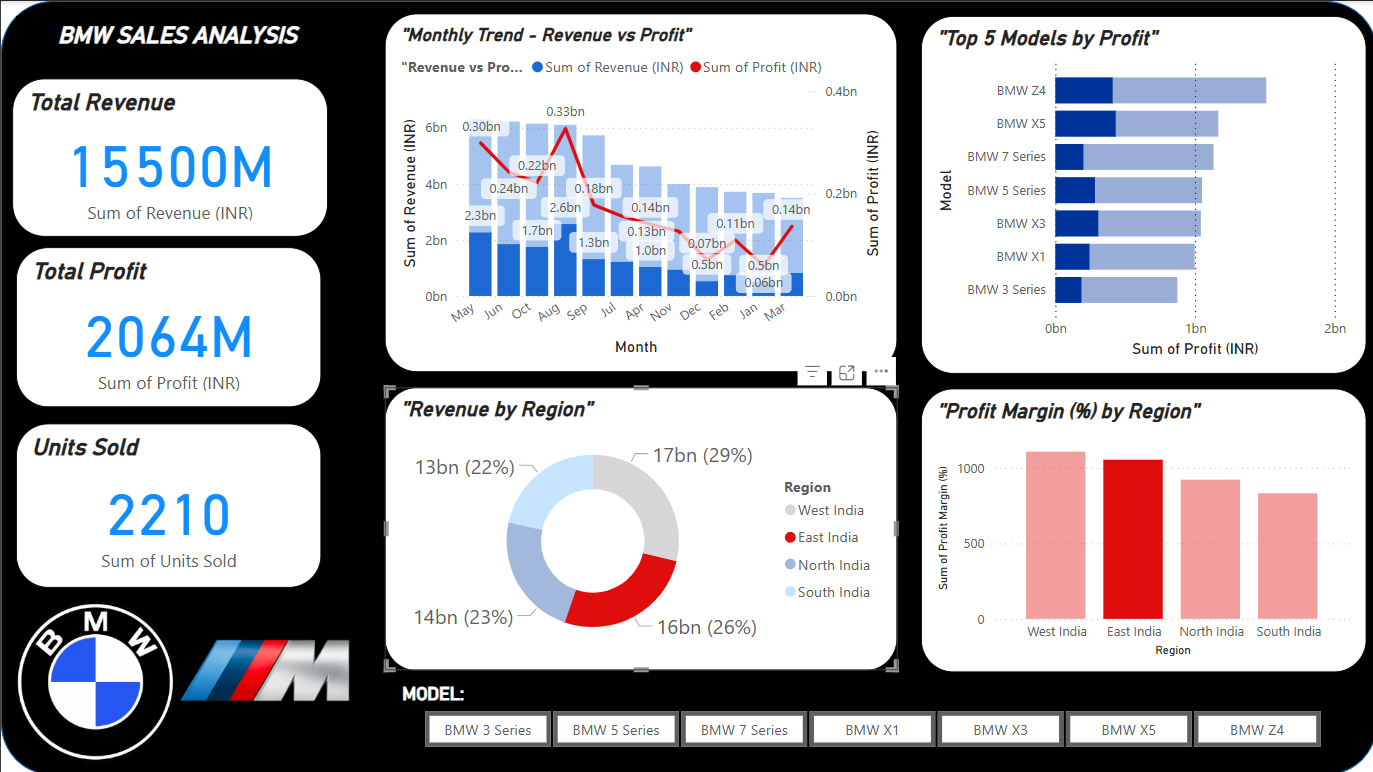 BMW SALES ANALYSIS
Total Revenue
15500M
Sum of Revenue (INR)
Total Profit
2064M
Sum of Profit (INR)
Units Sold
2210
Sum of Units Sold
BMW
M
"Monthly Trend - Revenue vs Profit"
"Revenue vs Pro... Sum of Revenue (INR) Sum of Profit (INR)
Sum of Revenue (INR)
6bn
4bn
2bn
0bn
0.4bn
0.2bn
0.0bn
Sum of Profit (INR)
0.30bn
0.33bn
0.22bn
0.24bn
0.18bn
0.14bn
0.13bn
0.07bn
0.11bn
0.06bn
0.14bn
2.3bn
1.7bn
2.6bn
1.3bn
1.0bn
0.5bn
0.5bn
May Jun Oct Aug Sep Jul Apr Nov Dec Feb Jan Mar
Month
"Top 5 Models by Profit"
Model
BMW Z4
BMW X5
BMW 7 Series
BMW 5 Series
BMW X3
BMW X1
BMW 3 Series
0bn 1bn 2bn
Sum of Profit (INR)
"Revenue by Region"
13bn (22%)
17bn (29%)
14bn (23%)
16bn (26%)
Region
West India
East India
North India
South India
"Profit Margin (%) by Region"
Sum of Profit Margin (%)
1000
500
0
West India East India North India South India
Region
MODEL:
BMW 3 Series BMW 5 Series BMW 7 Series BMW X1 BMW X3 BMW X5 BMW Z4